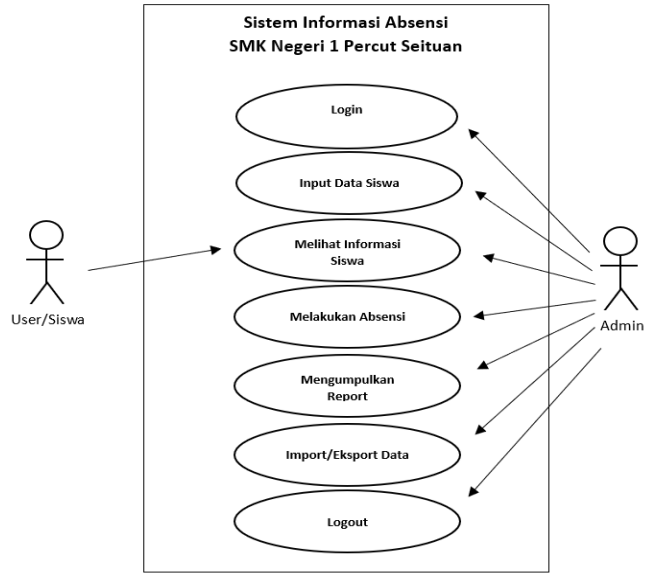 Sistem Informasi Absensi
SMK Negeri 1 Percut Seituan
Login
Input Data Siswa
Melihat Informasi
Siswa
User/Siswa
Melakukan Absensi
Admin
Mengumpulkan
Report
Import/Eksport Data
Logout